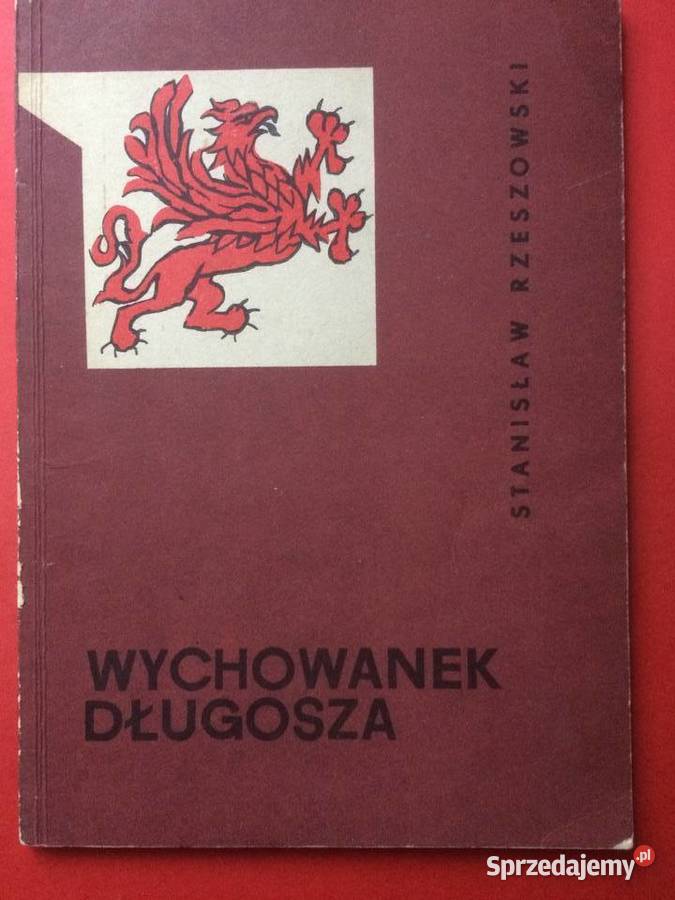 STANISŁAW RZESZOWSKI
WYCHOWANEK
DŁUGOSZA
Sprzedajemy.pl